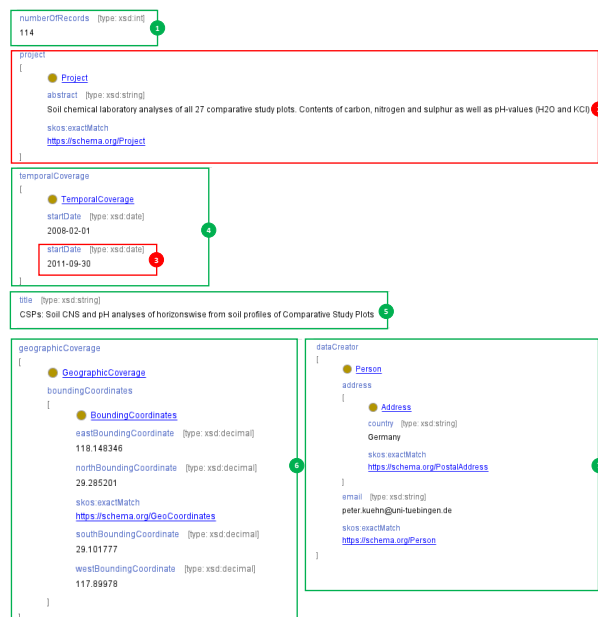 numberOfRecords [type: xsd:int]
114
1
project
[
Project
abstract [type: xsd:string]
Soil chemical laboratory analyses of all 27 comparative study plots. Contents of carbon, nitrogen and sulphur as well as pH-values (H2O and KCl)
skos:exactMatch
https://schema.org/Project
]
temporalCoverage
[
TemporalCoverage
startDate [type: xsd:date]
2008-02-01
4
startDate [type: xsd:date]
2011-09-30
3
]
title [type: xsd:string]
CSPs: Soil CNS and pH analyses of horizonswise from soil profiles of Comparative Study Plots
5
geographicCoverage
[
GeographicCoverage
boundingCoordinates
[
BoundingCoordinates
eastBoundingCoordinate [type: xsd:decimal]
118.148346
northBoundingCoordinate [type: xsd:decimal]
29.285201
6
skos:exactMatch
https://schema.org/GeoCoordinates
southBoundingCoordinate [type: xsd:decimal]
29.101777
westBoundingCoordinate [type: xsd:decimal]
117.89978
]
]
dataCreator
[
Person
address
[
Address
country [type: xsd:string]
Germany
skos:exactMatch
https://schema.org/PostalAddress
]
email [type: xsd:string]
peter.kuehn@uni-tuebingen.de
skos:exactMatch
https://schema.org/Person
]